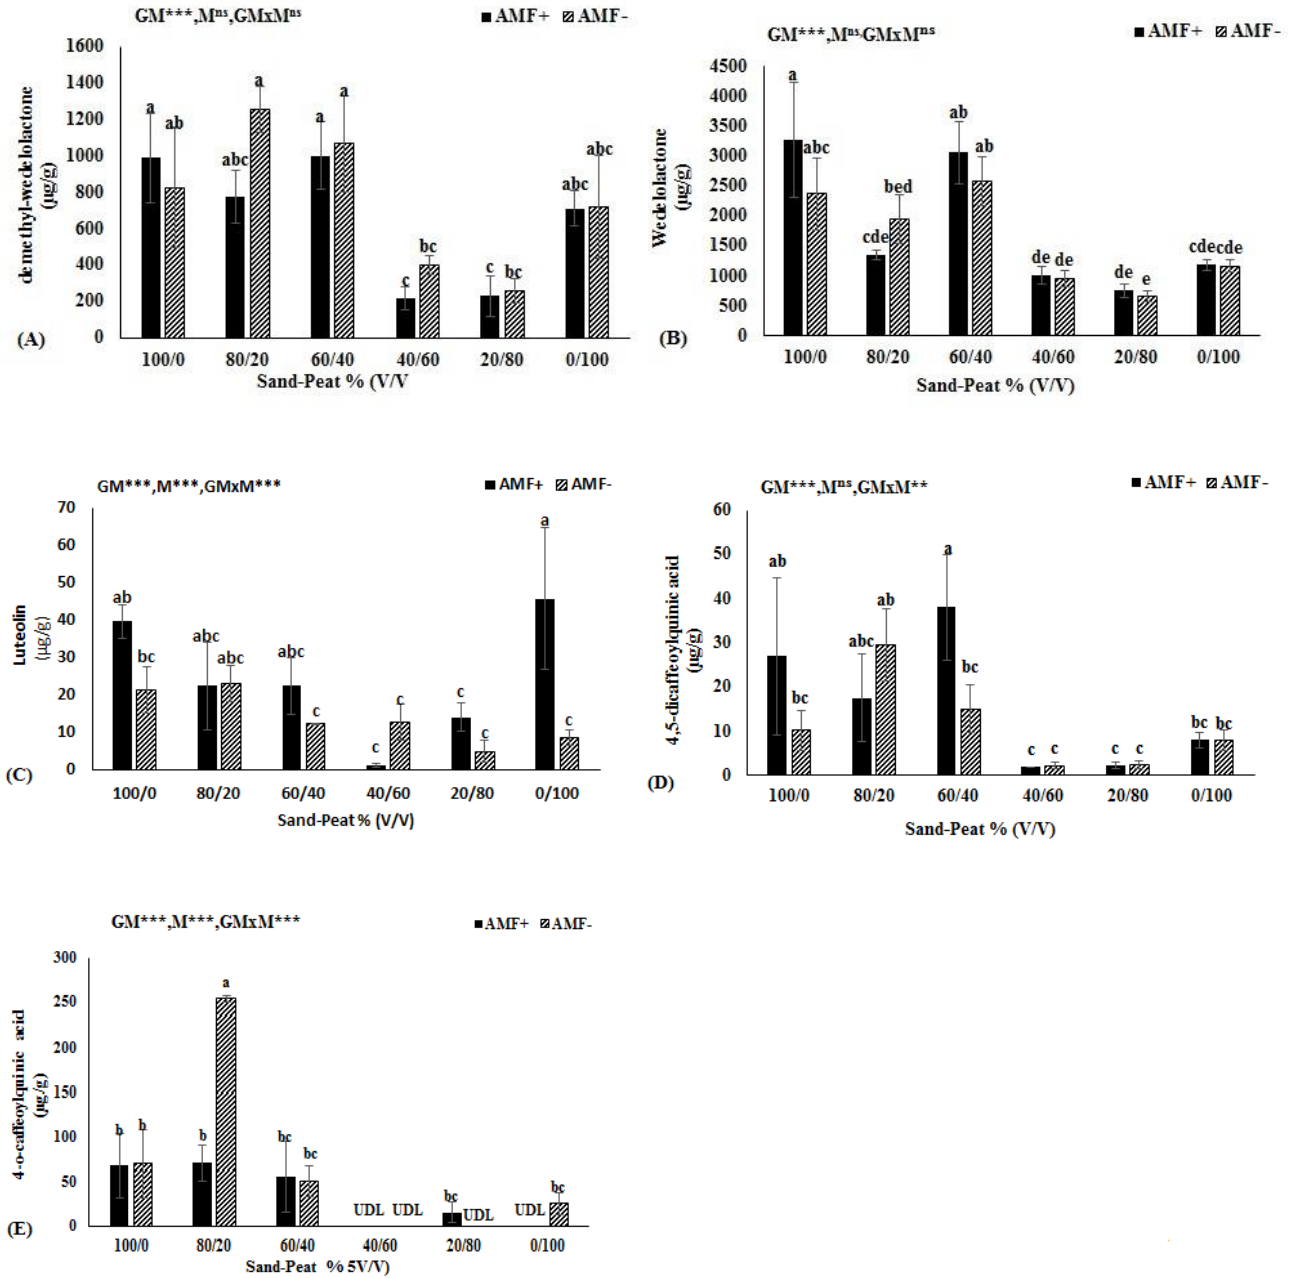 GM***,Mns,GMxMns
AMF+ AMF-
demethyl-wedelolactone
(µg/g)
1600
1400
1200
1000
800
600
400
200
0
a ab abc a a a c bc c bc abc abc
100/0 80/20 60/40 40/60 20/80 0/100
Sand-Peat % (V/V
(A)
GM***,Mns,GMxMns
AMF+ AMF-
Wedelolactone
(µg/g)
4500
4000
3500
3000
2500
2000
1500
1000
500
0
a abc cde bed ab ab de de de e cde cde
100/0 80/20 60/40 40/60 20/80 0/100
Sand-Peat % (V/V)
(B)
GM***,M***,GMxM***
AMF+ AMF-
Luteolin
(µg/g)
70
60
50
40
30
20
10
0
ab bc abc abc abc c c c c c a c
100/0 80/20 60/40 40/60 20/80 0/100
Sand-Peat % (V/V)
(C)
GM***,Mns,GMxM**
AMF+ AMF-
4,5-dicaffeoylquinic acid
(µg/g)
60
50
40
30
20
10
0
ab bc abc ab a bc c c c c bc bc
100/0 80/20 60/40 40/60 20/80 0/100
Sand-Peat % (V/V)
(D)
GM***,M***,GMxM***
AMF+ AMF-
4-o-caffeoylquinic acid
(µg/g)
300
250
200
150
100
50
0
b b b a bc bc UDL UDL bc UDL UDL bc
100/0 80/20 60/40 40/60 20/80 0/100
Sand-Peat % 5V/V)
(E)